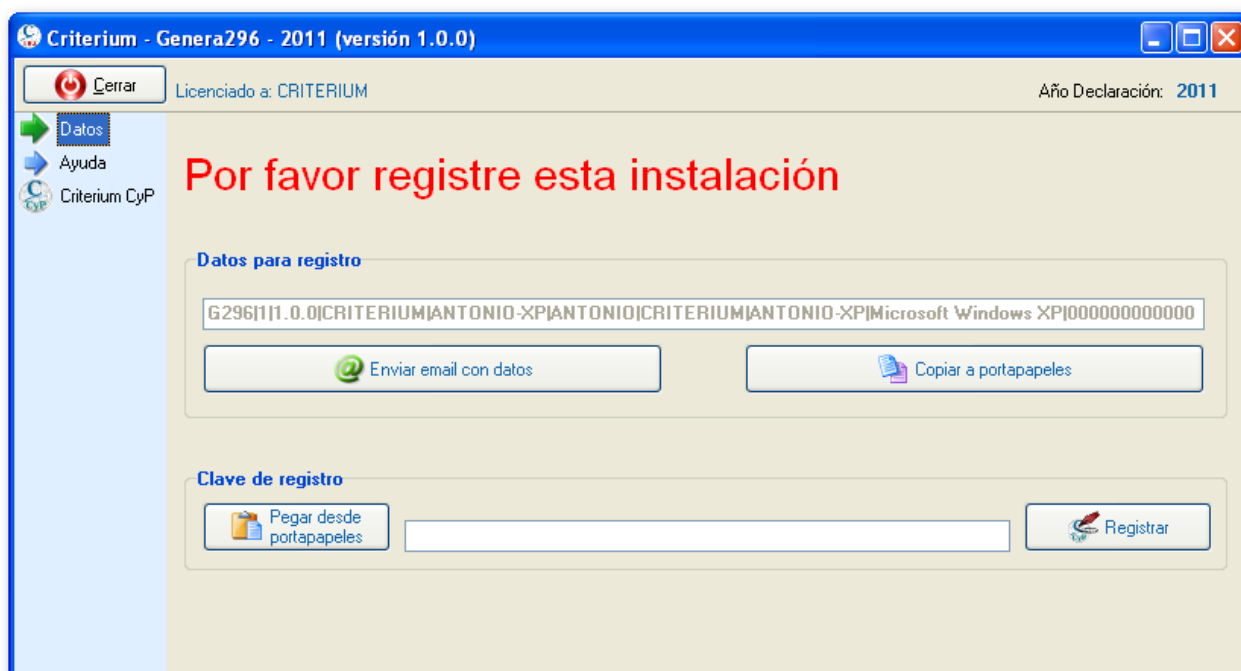 Criterium - Genera296 - 2011 (versión 1.0.0)
Cerrar
Licenciado a: CRITERIUM
Año Declaración: 2011
Datos
Ayuda
Criterium CyP
Por favor registre esta instalación
Datos para registro
G296|1|1.0.0|CRITERIUM|ANTONIO-XP|ANTONIO|CRITERIUM|ANTONIO-XP|Microsoft Windows XP|000000000000
Enviar email con datos
Copiar a portapapeles
Clave de registro
Pegar desde
portapapeles
Registrar